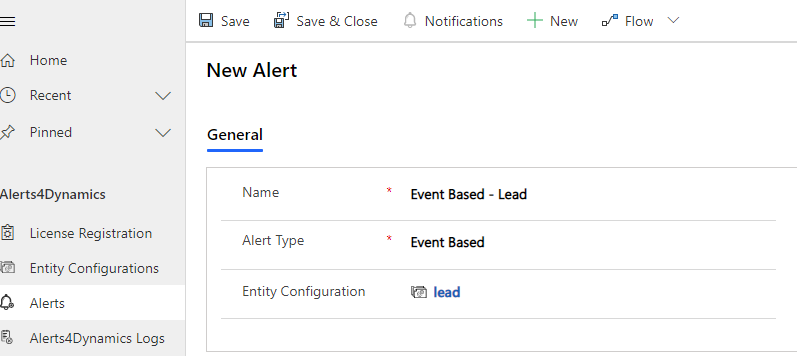 Save Save & Close Notifications New Flow
Home
Recent
Pinned
Alerts4Dynamics
License Registration
Entity Configurations
Alerts
Alerts4Dynamics Logs
New Alert
General
Name * Event Based - Lead
Alert Type * Event Based
Entity Configuration lead